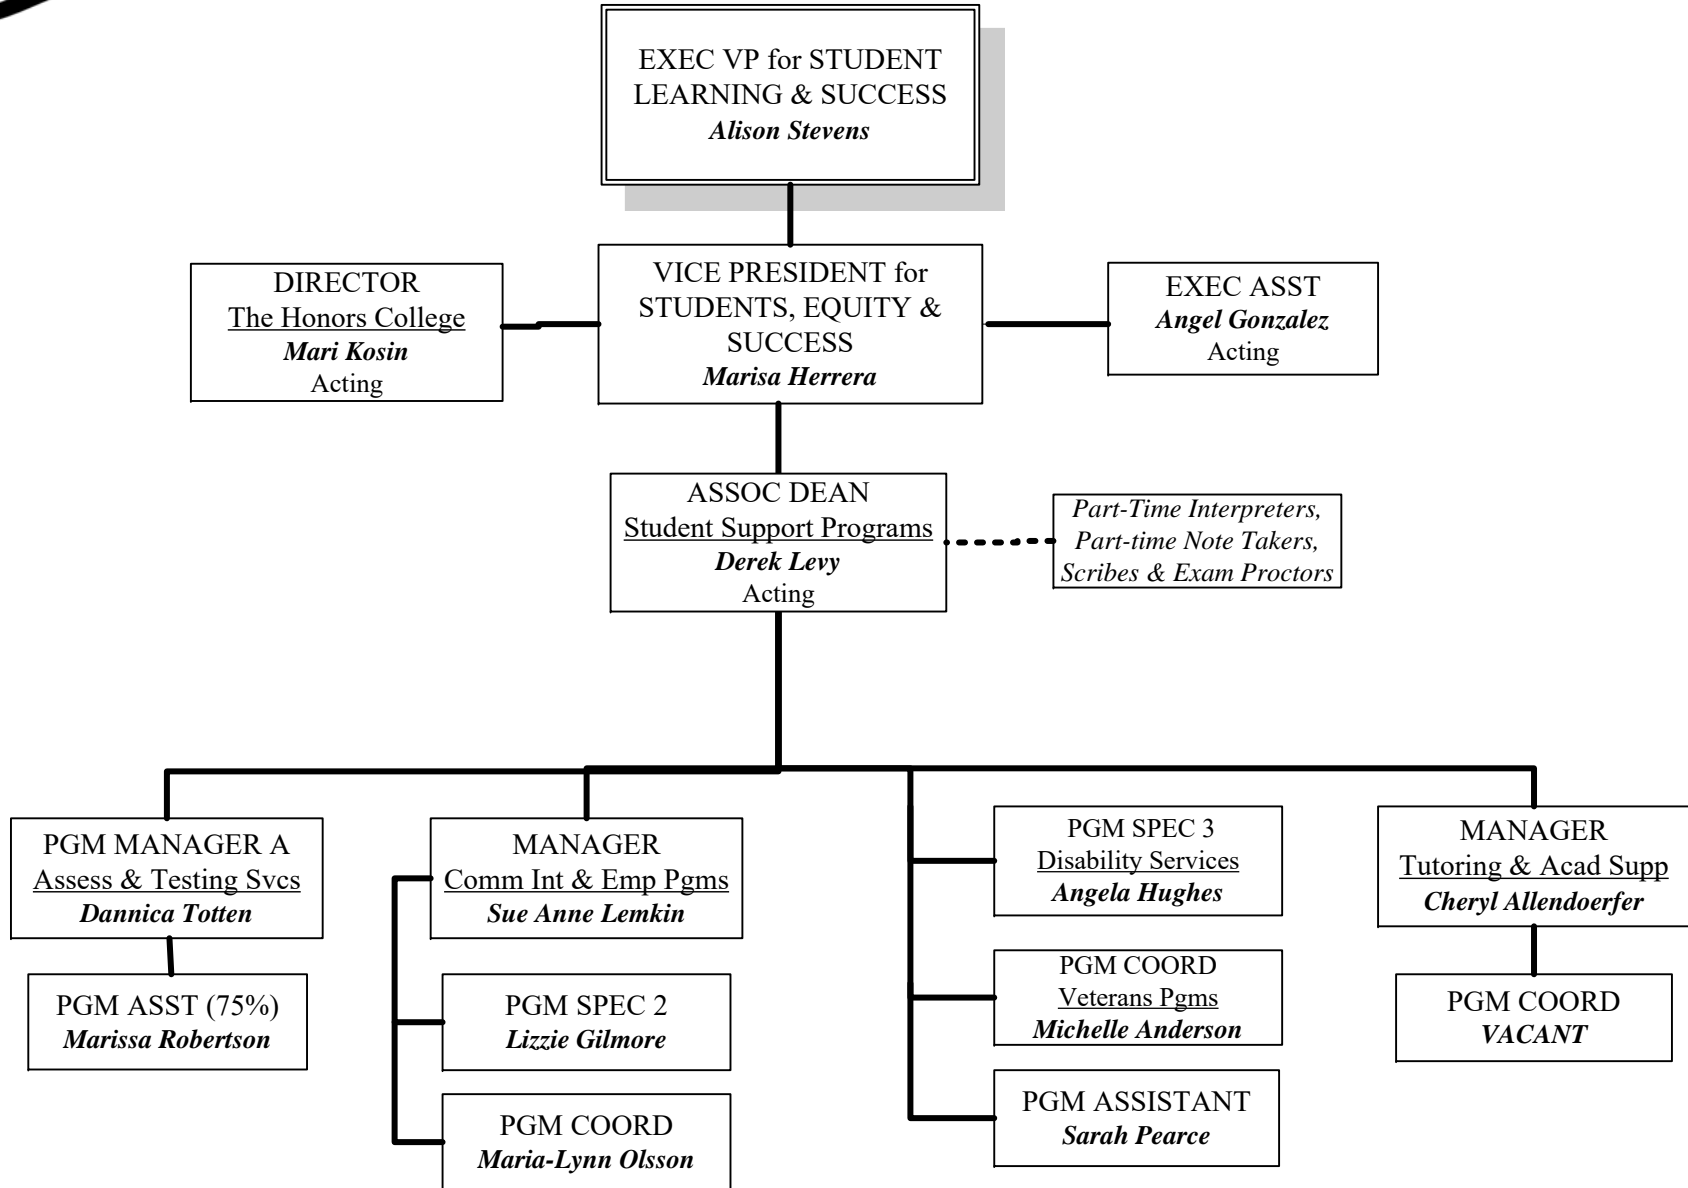 EXEC VP for STUDENT
LEARNING & SUCCESS
Alison Stevens
DIRECTOR
The Honors College
Mari Kosin
Acting
VICE PRESIDENT for
STUDENTS, EQUITY &
SUCCESS
Marisa Herrera
EXEC ASST
Angel Gonzalez
Acting
ASSOC DEAN
Student Support Programs
Derek Levy
Acting
Part-Time Interpreters,
Part-time Note Takers,
Scribes & Exam Proctors
PGM MANAGER A
Assess & Testing Svcs
Dannica Totten
PGM ASST (75%)
Marissa Robertson
MANAGER
Comm Int & Emp Pgms
Sue Anne Lemkin
PGM SPEC 2
Lizzie Gilmore
PGM COORD
Maria-Lynn Olsson
PGM SPEC 3
Disability Services
Angela Hughes
PGM COORD
Veterans Pgms
Michelle Anderson
PGM ASSISTANT
Sarah Pearce
MANAGER
Tutoring & Acad Supp
Cheryl Allendoerfer
PGM COORD
VACANT